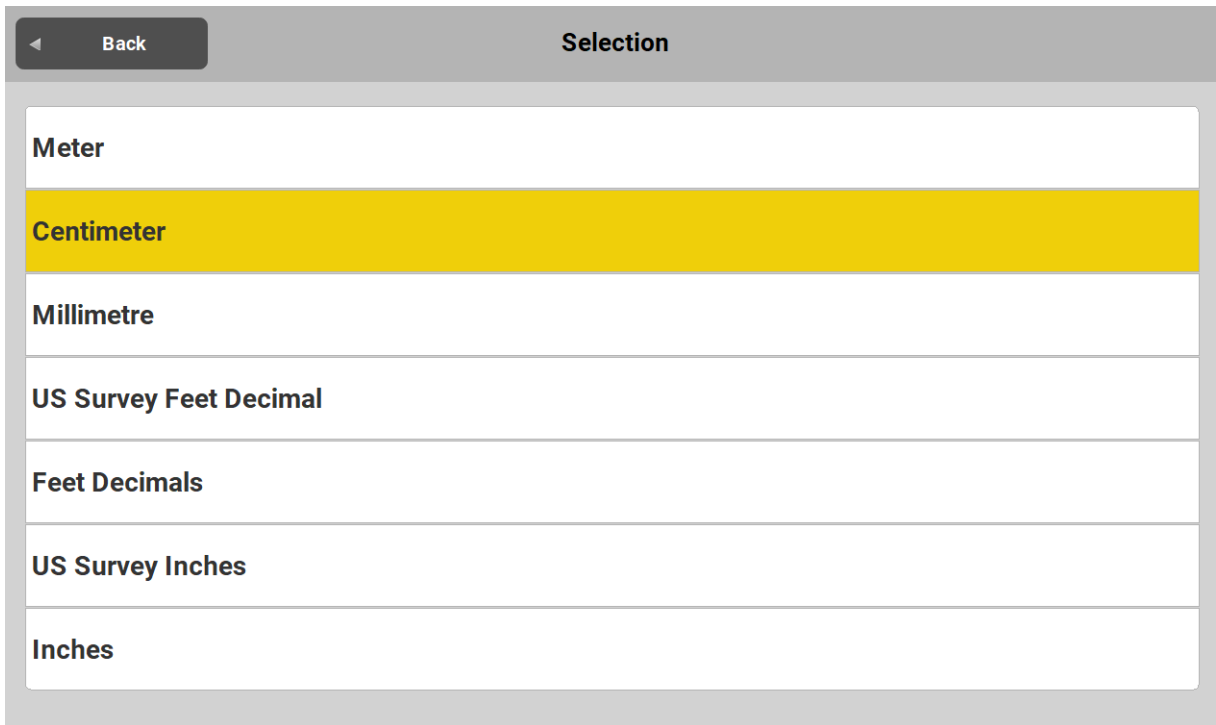 Back
Selection
Meter
Centimeter
Millimetre
US Survey Feet Decimal
Feet Decimals
US Survey Inches
Inches